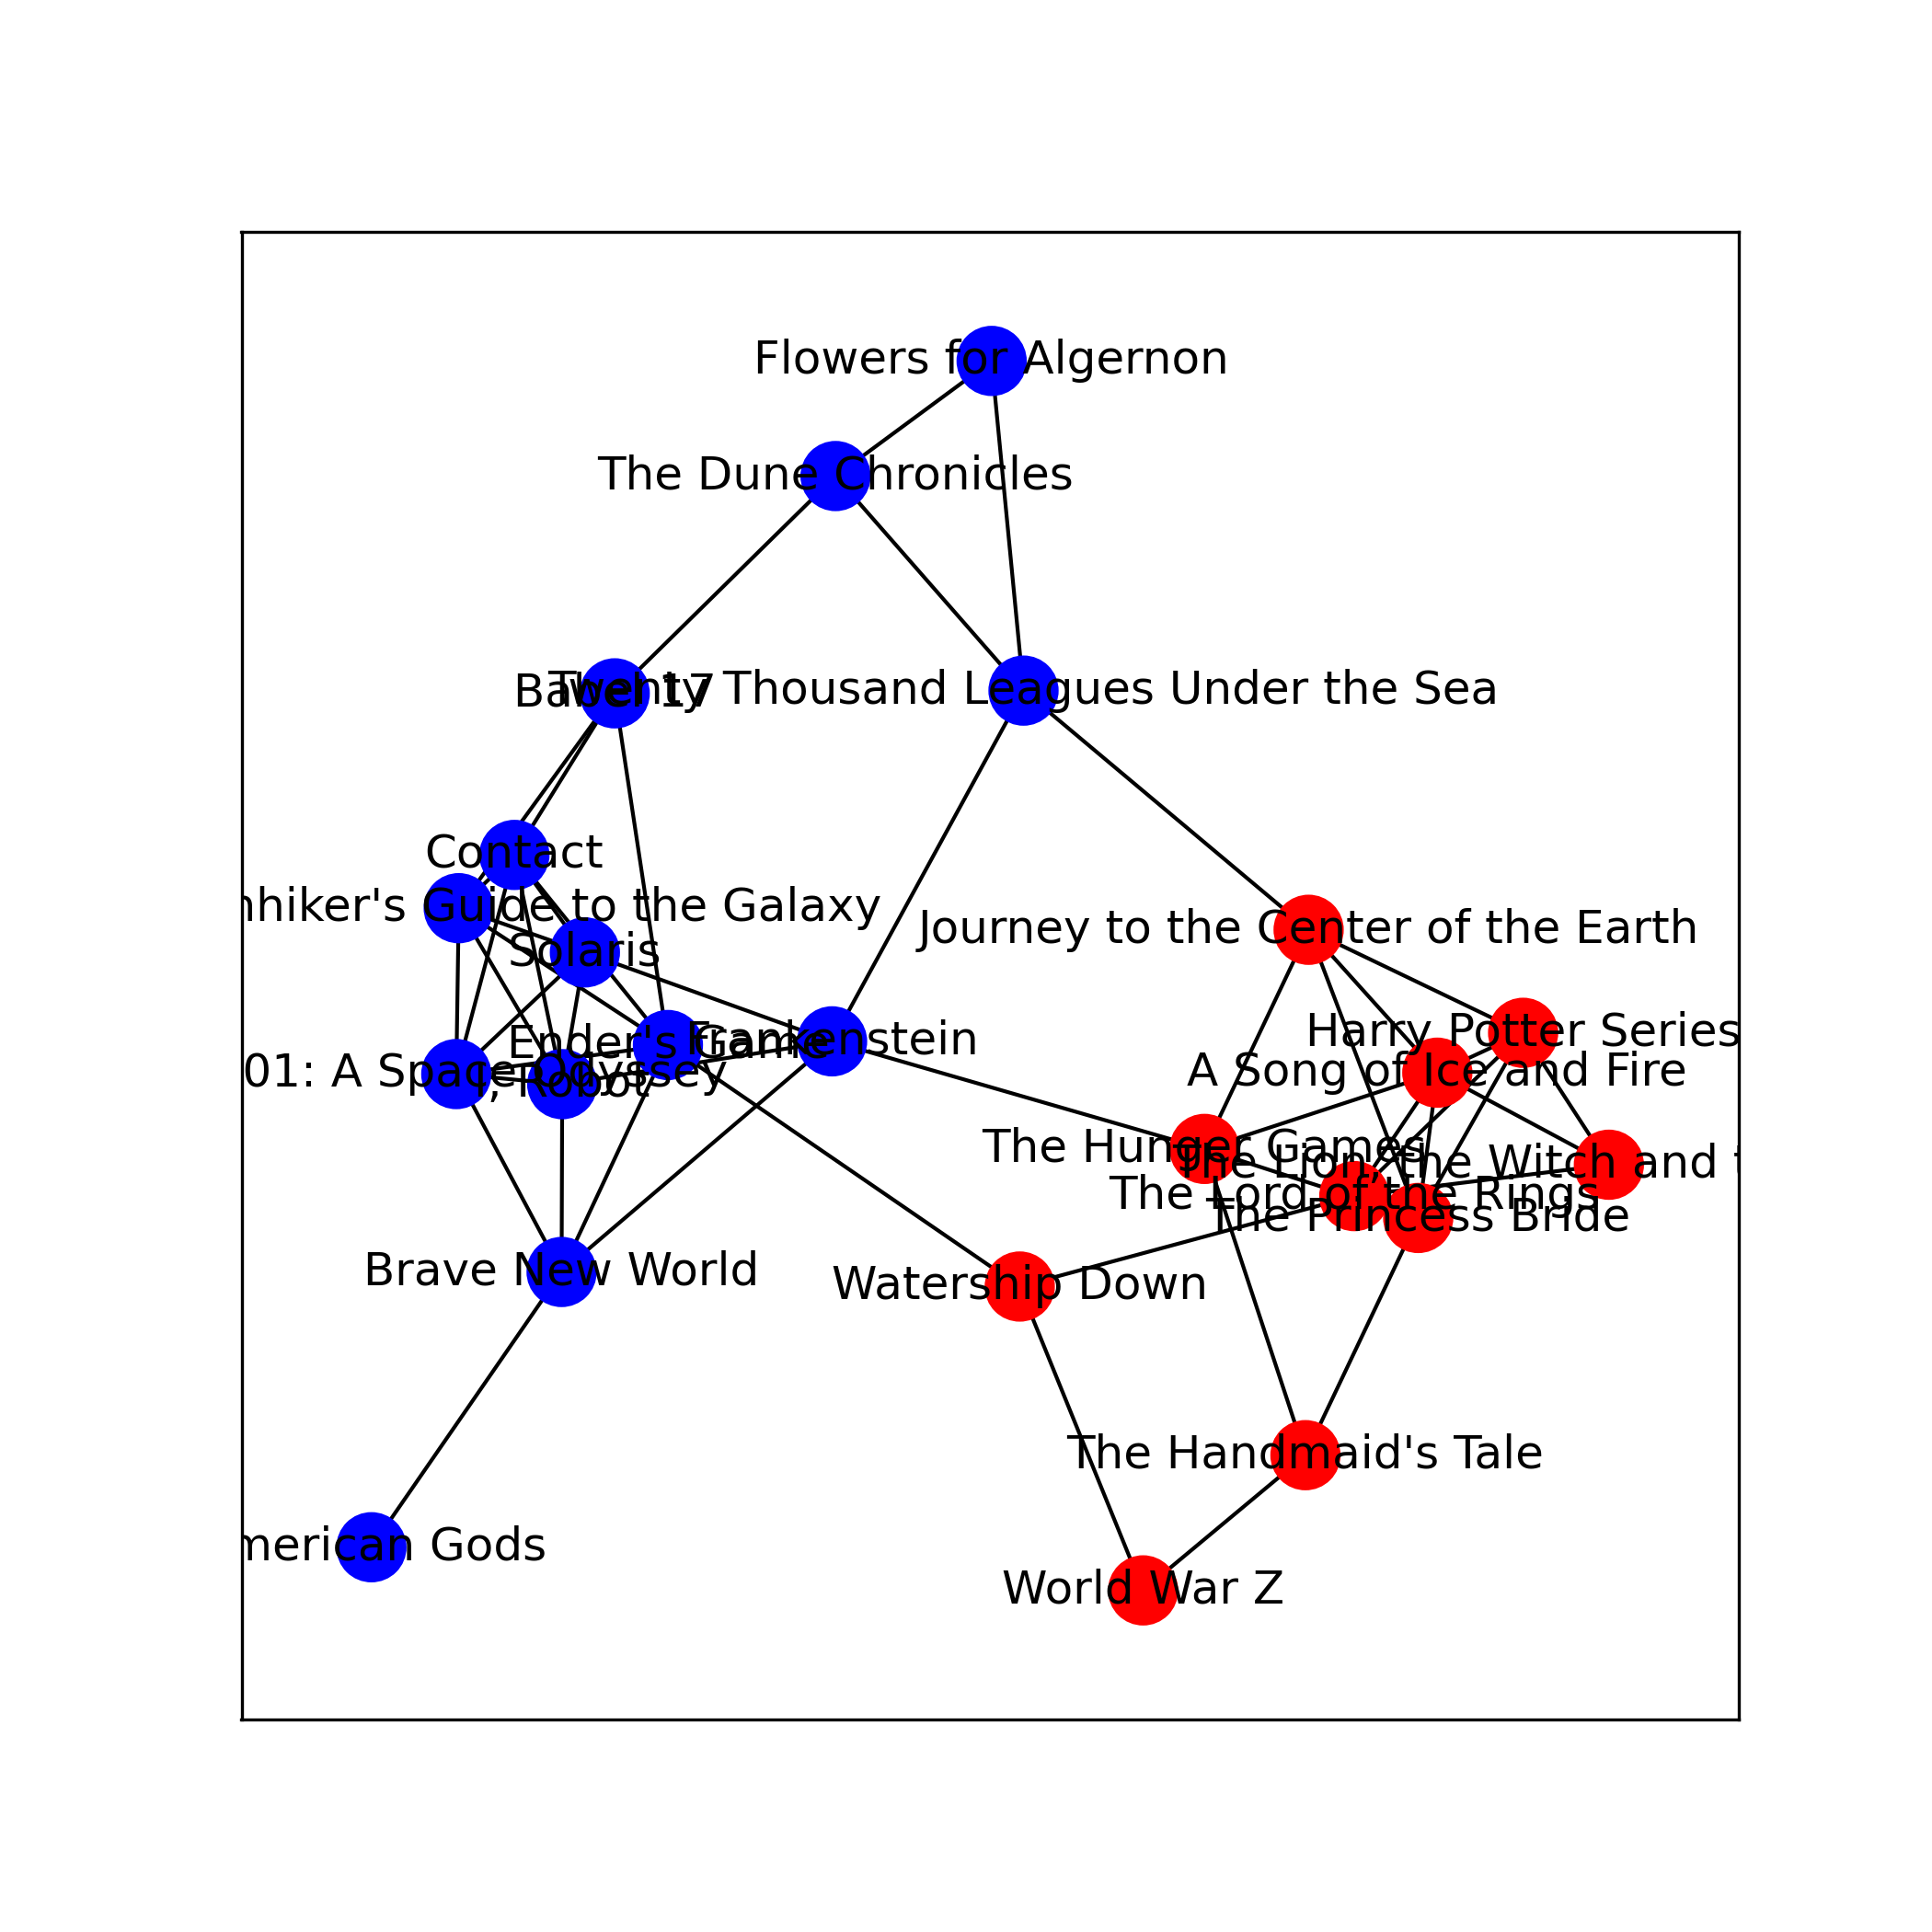 Flowers for Algernon
The Dune Chronicles
Babel 17
Twenty Thousand Leagues Under the Sea
Contact
hhiker's Guide to the Galaxy
Journey to the Center of the Earth
Solaris
Harry Potter Series
Ender's Game
Frankenstein
01: A Space Odyssey
A Song of Ice and Fire
I, Robot
The Hunger Games
The Lion, the Witch and t
The Lord of the Rings
The Princess Bride
Brave New World
Watership Down
The Handmaid's Tale
merican Gods
World War Z